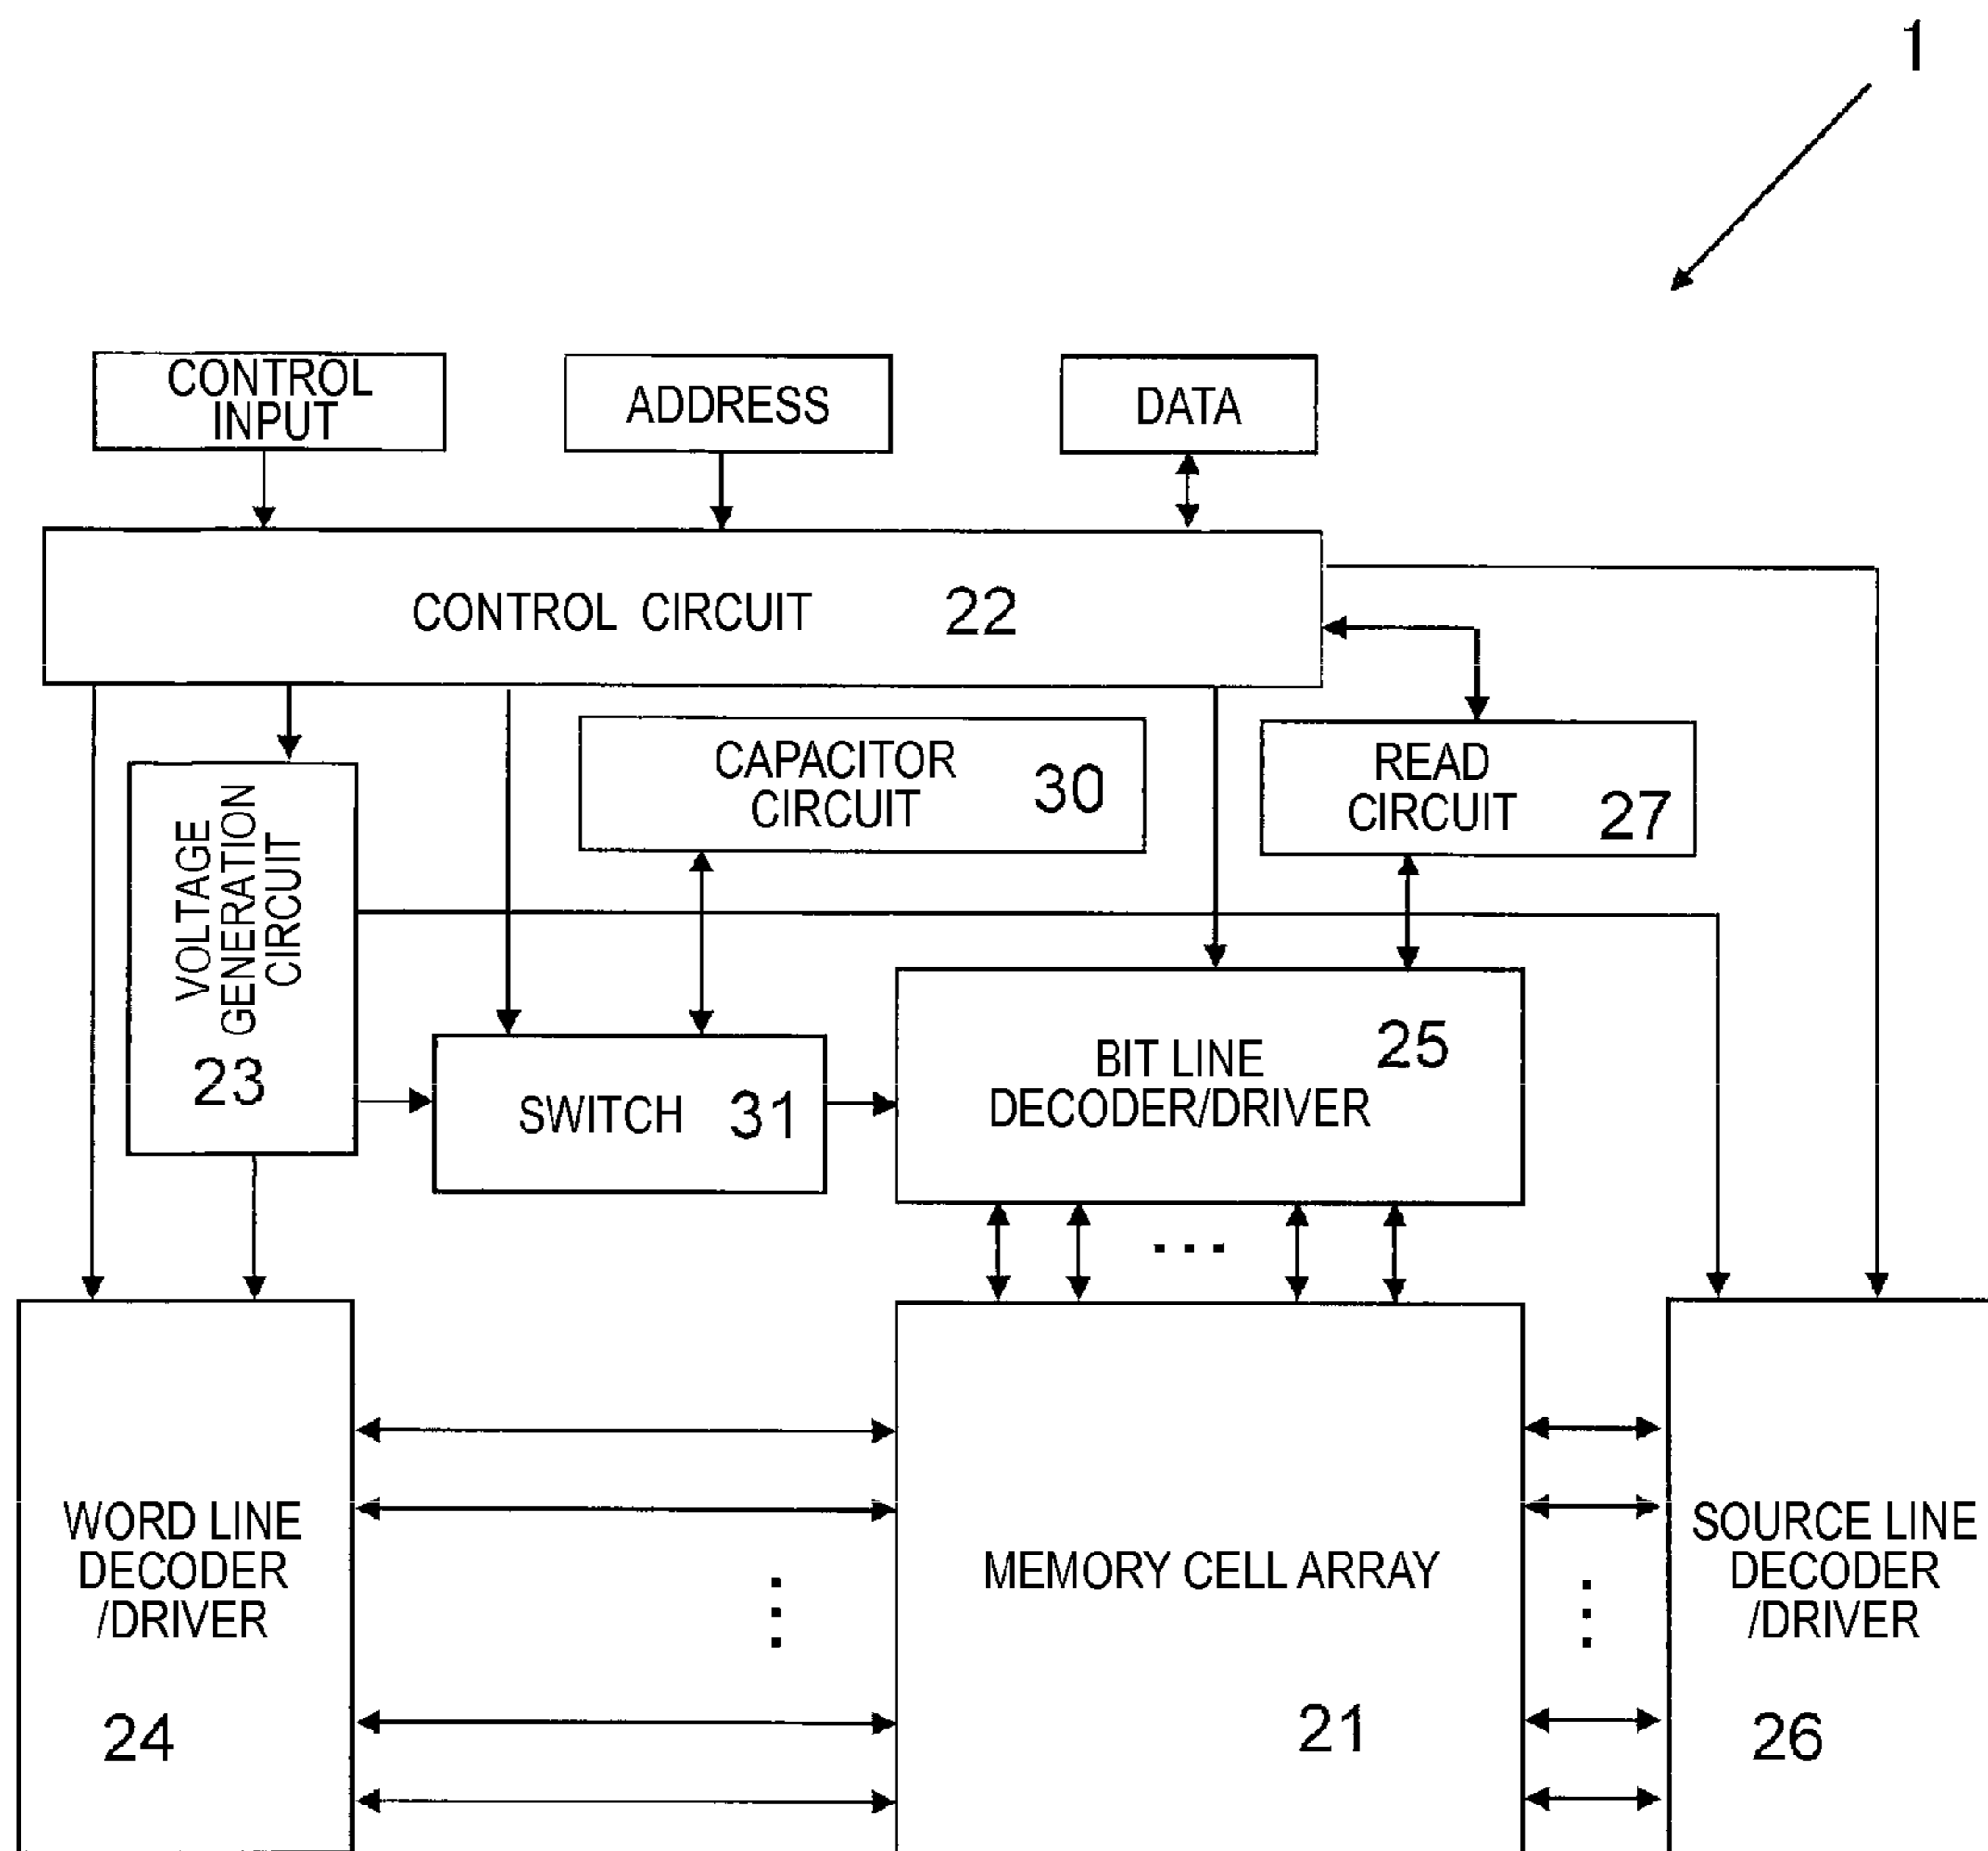 1
CONTROL
INPUT
ADDRESS
DATA
CONTROL CIRCUIT 22
CAPACITOR
CIRCUIT 30
READ
CIRCUIT 27
VOLTAGE
GENERATION
CIRCUIT
23
SWITCH 31
BIT LINE
DECODER/DRIVER
25
WORD LINE
DECODER
/DRIVER
24
MEMORY CELL ARRAY
21
SOURCE LINE
DECODER
/DRIVER
26